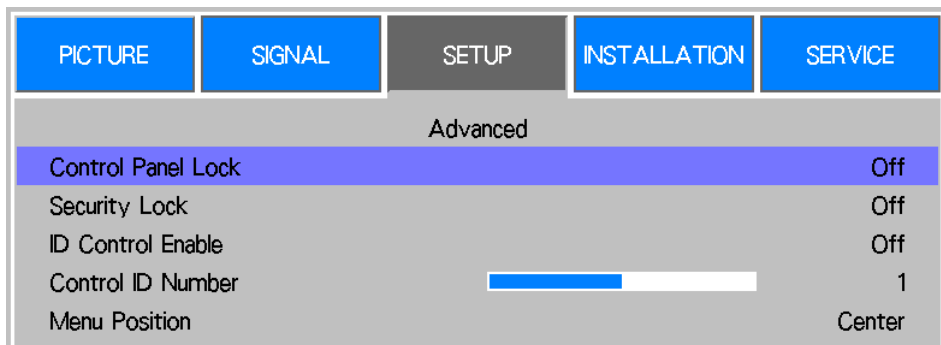 PICTURE SIGNAL SETUP INSTALLATION SERVICE
Advanced
Control Panel Lock Off
Security Lock Off
ID Control Enable Off
Control ID Number 1
Menu Position Center